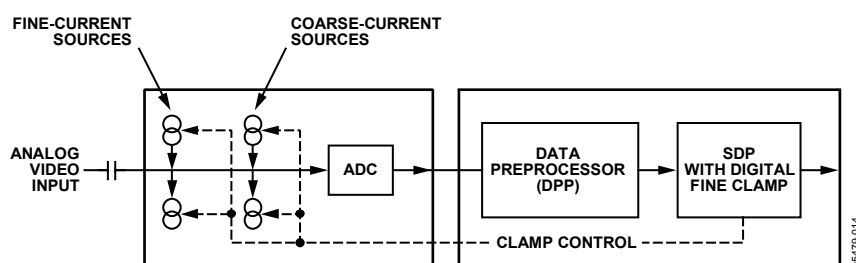 FINE-CURRENT
SOURCES
COARSE-CURRENT
SOURCES
ANALOG
VIDEO
INPUT
ADC
DATA
PREPROCESSOR
(DPP)
SDP
WITH DIGITAL
FINE CLAMP
CLAMP CONTROL